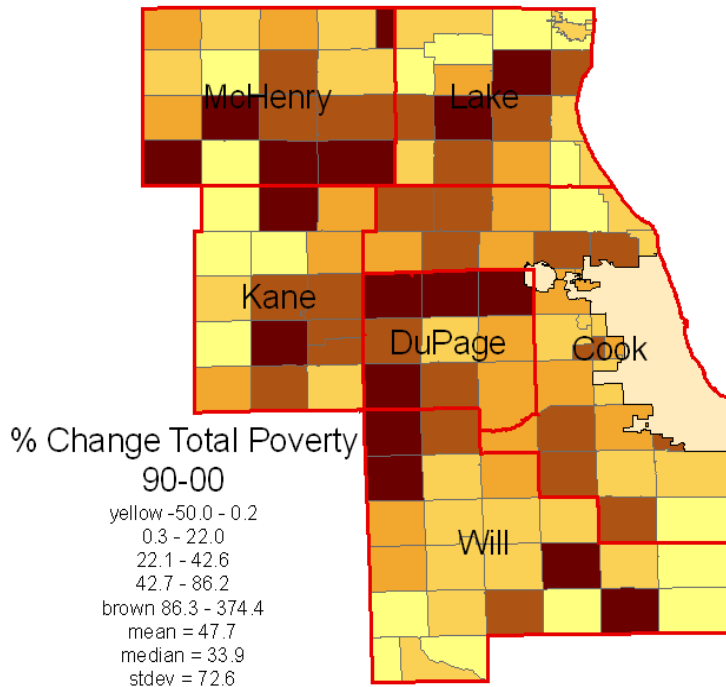 McHenry
Lake
Kane
DuPage
Cook
% Change Total Poverty
90-00
yellow -50.0 - 0.2
0.3 - 22.0
22.1 - 42.6
42.7 - 86.2
brown 86.3 - 374.4
mean = 47.7
median = 33.9
stdev = 72.6
Will